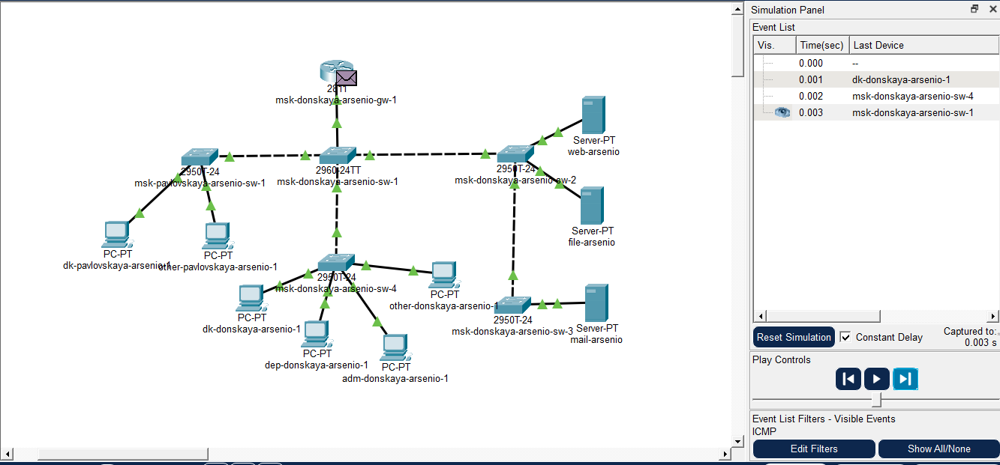 2811
msk-donskaya-arsenio-gw-1
Server-PT
web-arsenio
2950T-24
msk-pavlovskaya-arsenio-sw-1
2960-24TT
msk-donskaya-arsenio-sw-1
2950T-24
msk-donskaya-arsenio-sw-2
Server-PT
file-arsenio
PC-PT
dk-pavlovskaya-arsenio-1
PC-PT
other-pavlovskaya-arsenio-1
2950T-24
msk-donskaya-arsenio-sw-4
PC-PT
other-donskaya-arsenio-1
PC-PT
dk-donskaya-arsenio-1
2950T-24
msk-donskaya-arsenio-sw-3
Server-PT
mail-arsenio
PC-PT
dep-donskaya-arsenio-1
PC-PT
adm-donskaya-arsenio-1
Simulation Panel
Event List
Vis. Time(sec) Last Device
0.000 --
0.001 dk-donskaya-arsenio-1
0.002 msk-donskaya-arsenio-sw-4
0.003 msk-donskaya-arsenio-sw-1
Reset Simulation Constant Delay Captured to:
0.003 s
Play Controls
Event List Filters - Visible Events
ICMP
Edit Filters Show All/None